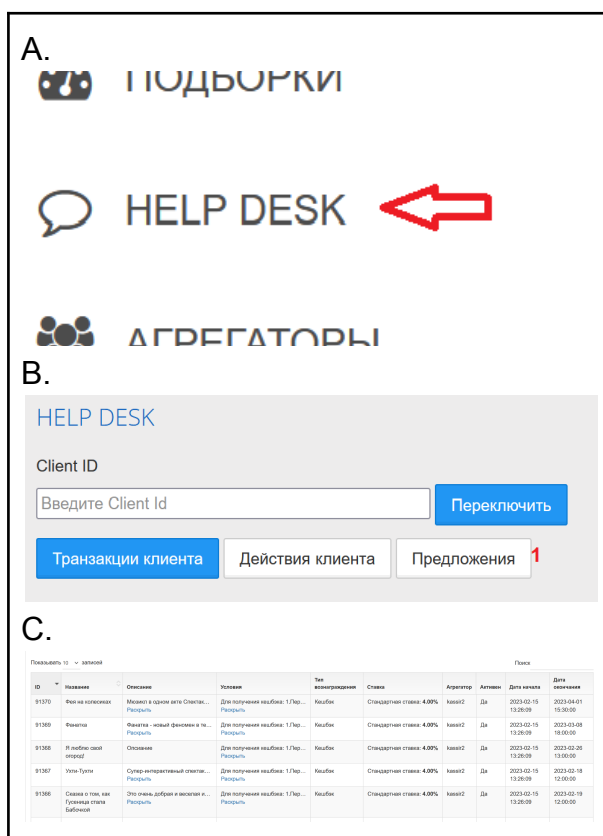 A.
ПОДБОРКИ
HELP DESK
АГРЕГАТОРЫ
B.
HELP DESK
Client ID
Введите Client Id
Переключить
Транзакции клиента Действия клиента Предложения 1
C.
Показывать 10 записей Поиск
ID Название Описание Условия Тип вознаграждения Ставка Агрегатор Активен Дата начала Дата окончания
91370 Фея на колесиках Мюзикл в одном акте Спектак... Для получения кешбэка: 1.Пер... Кешбэк Стандартная ставка: 4.00% kassir2 Да 2023-02-15 2023-04-01
Раскрыть Раскрыть 13:26:09 15:30:00
91369 Фанетка Фанатка - новый феномен в те... Для получения кешбэка: 1.Пер... Кешбэк Стандартная ставка: 4.00% kassir2 Да 2023-02-15 2023-03-08
Раскрыть Раскрыть 13:26:09 18:00:00
91368 Я люблю свой Описание Для получения кешбэка: 1.Пер... Кешбэк Стандартная ставка: 4.00% kassir2 Да 2023-02-15 2023-02-26
огород! Раскрыть 13:26:09 13:00:00
91367 Ухти-Тухти Супер-интерактивный спектак... Для получения кешбэка: 1.Пер... Кешбэк Стандартная ставка: 4.00% kassir2 Да 2023-02-15 2023-02-18
Раскрыть Раскрыть 13:26:09 12:00:00
91366 Сказка о том, как Это очень добрая и веселая и... Для получения кешбэка: 1.Пер... Кешбэк Стандартная ставка: 4.00% kassir2 Да 2023-02-15 2023-02-19
Гусеница стала Раскрыть Раскрыть 13:26:09 12:00:00
Бабочкой